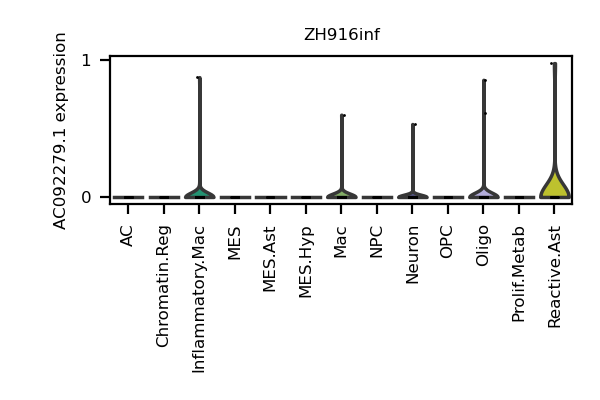 ZH916inf
AC092279.1 expression
1
0
AC
Chromatin.Reg
Inflammatory.Mac
MES
MES.Ast
MES.Hyp
Mac
NPC
Neuron
OPC
Oligo
Prolif.Metab
Reactive.Ast